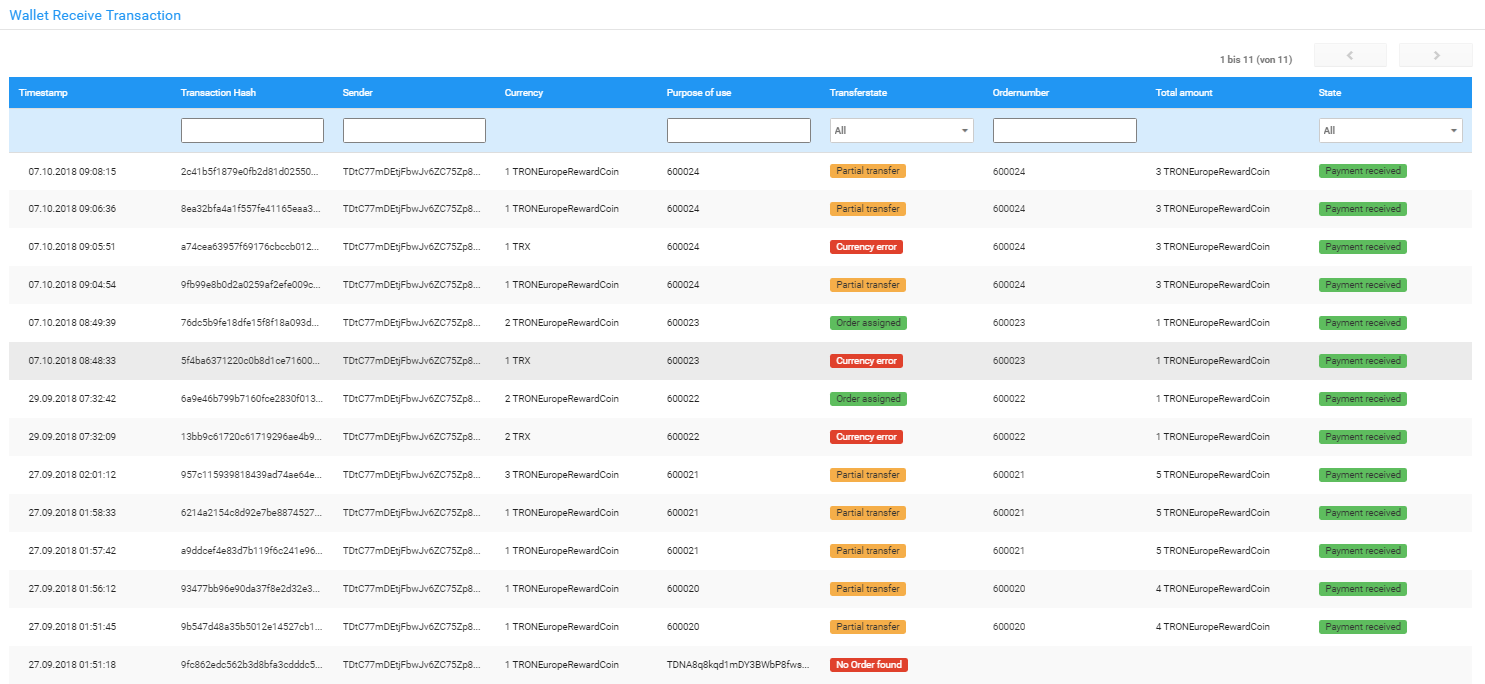 Wallet Receive Transaction
1 bis 11 (von 11)
Timestamp Transaction Hash Sender Currency Purpose of use Transferstate Ordernumber Total amount State
All All
07.10.2018 09:08:15 2c41b5f1879e0fb2d81d02550... TDtC77mDEtjFbwJv6ZC75Zp8... 1 TRONEuropeRewardCoin 600024 Partial transfer 600024 3 TRONEuropeRewardCoin Payment received
07.10.2018 09:06:36 8ea32bfa4a1f557fe41165eaa3... TDtC77mDEtjFbwJv6ZC75Zp8... 1 TRONEuropeRewardCoin 600024 Partial transfer 600024 3 TRONEuropeRewardCoin Payment received
07.10.2018 09:05:51 a74cea63957f69176cbccb012... TDtC77mDEtjFbwJv6ZC75Zp8... 1 TRX 600024 Currency error 600024 3 TRONEuropeRewardCoin Payment received
07.10.2018 09:04:54 9fb99e8b0d2a0259af2efe009c... TDtC77mDEtjFbwJv6ZC75Zp8... 1 TRONEuropeRewardCoin 600024 Partial transfer 600024 3 TRONEuropeRewardCoin Payment received
07.10.2018 08:49:39 76dc5b9fe18dfe15f8f18a093d... TDtC77mDEtjFbwJv6ZC75Zp8... 2 TRONEuropeRewardCoin 600023 Order assigned 600023 1 TRONEuropeRewardCoin Payment received
07.10.2018 08:48:33 5f4ba6371220c0b8d1ce71600... TDtC77mDEtjFbwJv6ZC75Zp8... 1 TRX 600023 Currency error 600023 1 TRONEuropeRewardCoin Payment received
29.09.2018 07:32:42 6a9e46b799b7160fce2830f013... TDtC77mDEtjFbwJv6ZC75Zp8... 2 TRONEuropeRewardCoin 600022 Order assigned 600022 1 TRONEuropeRewardCoin Payment received
29.09.2018 07:32:09 13bb9c61720c61719296ae4b9... TDtC77mDEtjFbwJv6ZC75Zp8... 2 TRX 600022 Currency error 600022 1 TRONEuropeRewardCoin Payment received
27.09.2018 02:01:12 957c115939818439ad74ae64e... TDtC77mDEtjFbwJv6ZC75Zp8... 3 TRONEuropeRewardCoin 600021 Partial transfer 600021 5 TRONEuropeRewardCoin Payment received
27.09.2018 01:58:33 6214a2154c8d92e7be8874527... TDtC77mDEtjFbwJv6ZC75Zp8... 1 TRONEuropeRewardCoin 600021 Partial transfer 600021 5 TRONEuropeRewardCoin Payment received
27.09.2018 01:57:42 a9ddcef4e83d7b119f6c241e96... TDtC77mDEtjFbwJv6ZC75Zp8... 1 TRONEuropeRewardCoin 600021 Partial transfer 600021 5 TRONEuropeRewardCoin Payment received
27.09.2018 01:56:12 93477bb96e90da37f8e2d32e3... TDtC77mDEtjFbwJv6ZC75Zp8... 1 TRONEuropeRewardCoin 600020 Partial transfer 600020 4 TRONEuropeRewardCoin Payment received
27.09.2018 01:51:45 9b547d48a35b5012e14527cb1... TDtC77mDEtjFbwJv6ZC75Zp8... 1 TRONEuropeRewardCoin 600020 Partial transfer 600020 4 TRONEuropeRewardCoin Payment received
27.09.2018 01:51:18 9fc862edc562b3d8bfa3cdddc5... TDtC77mDEtjFbwJv6ZC75Zp8... 1 TRONEuropeRewardCoin TDNA8q8kqd1mDY3BWbP8fws... No Order found